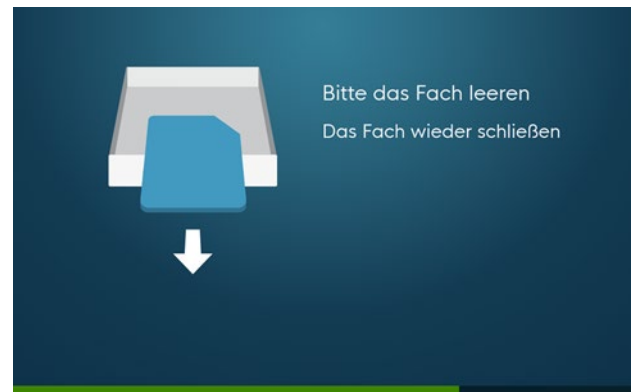 Bitte das Fach leeren
Das Fach wieder schließen